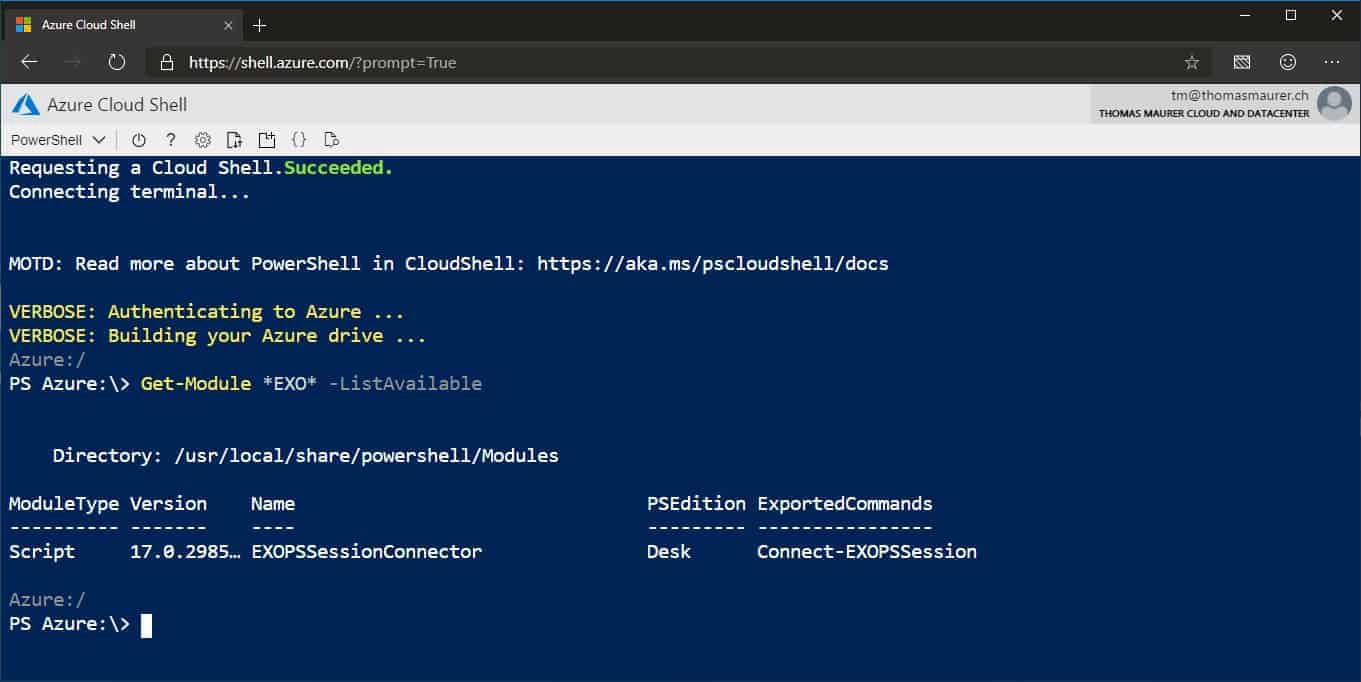 Azure Cloud Shell
https://shell.azure.com/?prompt=True
Azure Cloud Shell
tm@thomasmaurer.ch
THOMAS MAURER CLOUD AND DATACENTER
PowerShell
Requesting a Cloud Shell.Succeeded.
Connecting terminal...
MOTD: Read more about PowerShell in CloudShell: https://aka.ms/pscloudshell/docs
VERBOSE: Authenticating to Azure ...
VERBOSE: Building your Azure drive ...
Azure:/
PS Azure:\> Get-Module *EXO* -ListAvailable
Directory: /usr/local/share/powershell/Modules
ModuleType Version    Name                                PSEdition ExportedCommands
---------- -------    ----                                --------- ----------------
Script     17.0.2985… EXOPSSessionConnector               Desk      Connect-EXOPSSession
Azure:/
PS Azure:\>